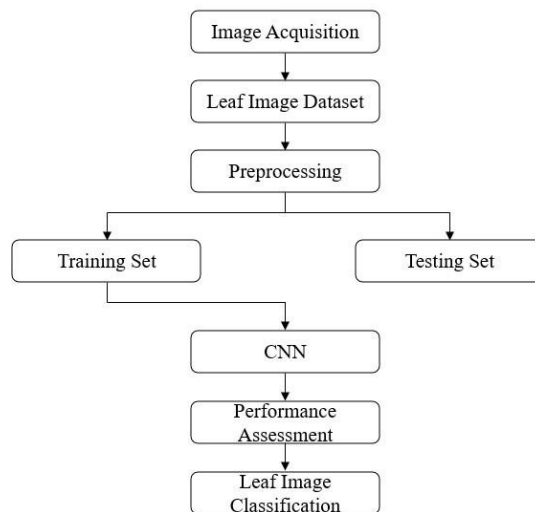 Image Acquisition
Leaf Image Dataset
Preprocessing
Training Set
Testing Set
CNN
Performance
Assessment
Leaf Image
Classification